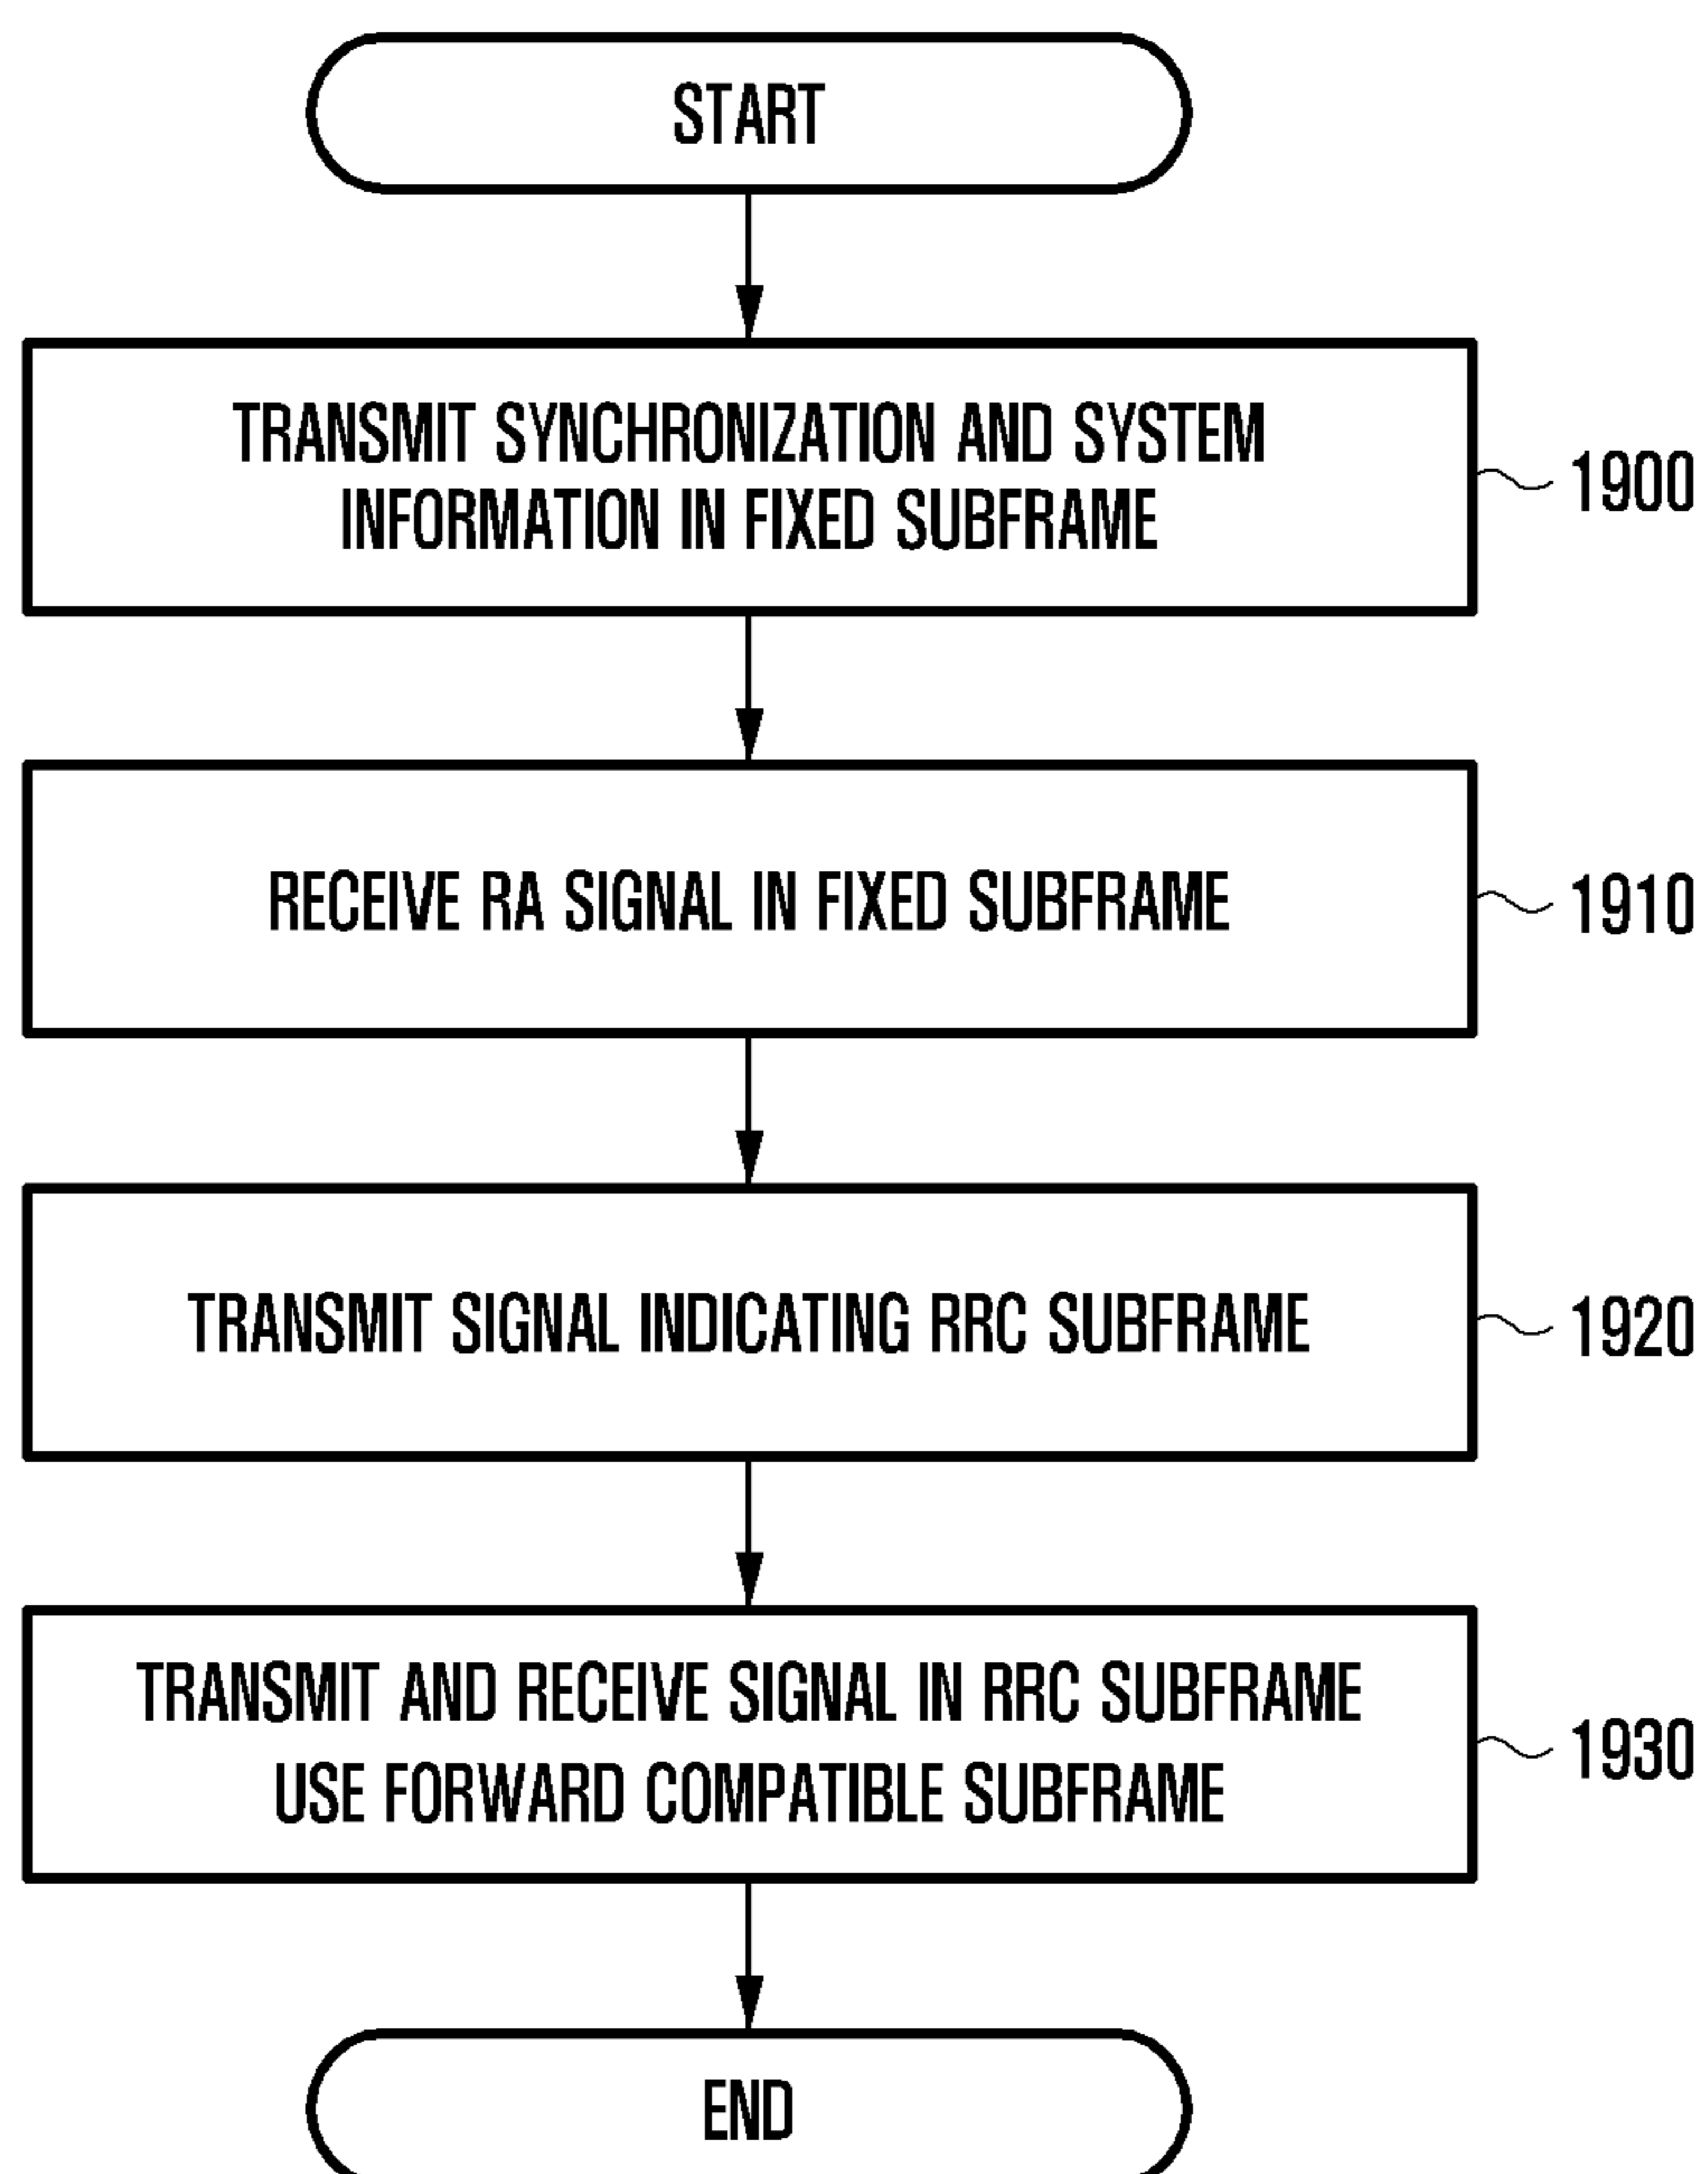 START
TRANSMIT SYNCHRONIZATION AND SYSTEM
INFORMATION IN FIXED SUBFRAME
1900
RECEIVE RA SIGNAL IN FIXED SUBFRAME
1910
TRANSMIT SIGNAL INDICATING RRC SUBFRAME
1920
TRANSMIT AND RECEIVE SIGNAL IN RRC SUBFRAME
USE FORWARD COMPATIBLE SUBFRAME
1930
END